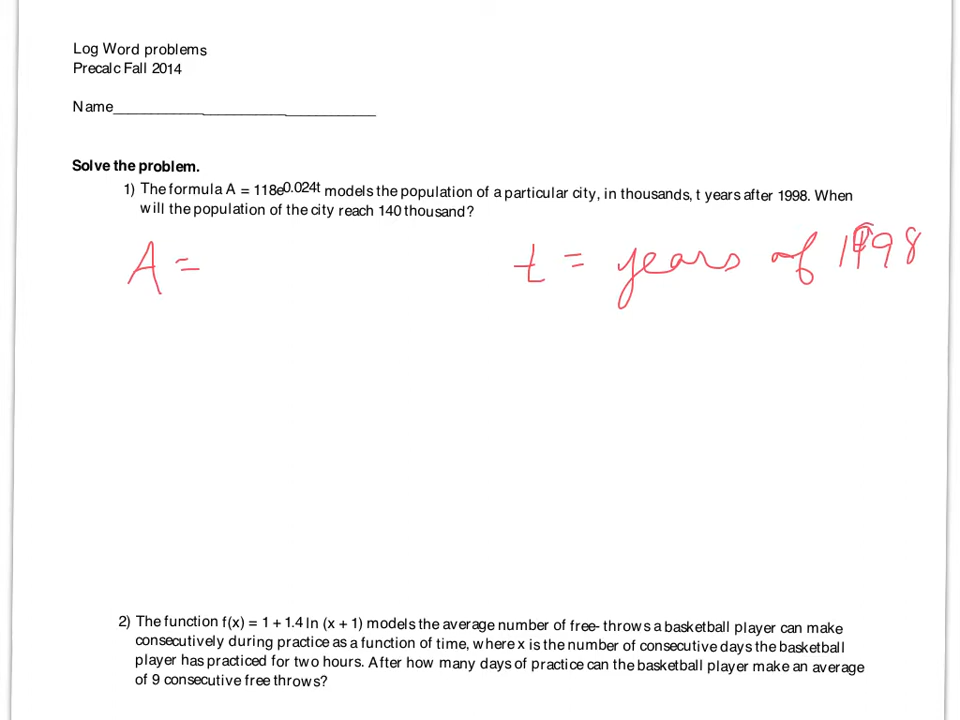 Log Word problems
Precalc Fall 2014
Name
Solve the problem.
1) The formula A = 118e0.024t models the population of a particular city, in thousands, t years after 1998. When
will the population of the city reach 140 thousand?
A = t = years of 1998
2) The function f(x) = 1 + 1.4 ln (x + 1) models the average number of free- throws a basketball player can make
consecutively during practice as a function of time, where x is the number of consecutive days the basketball
player has practiced for two hours. After how many days of practice can the basketball player make an average
of 9 consecutive free throws?